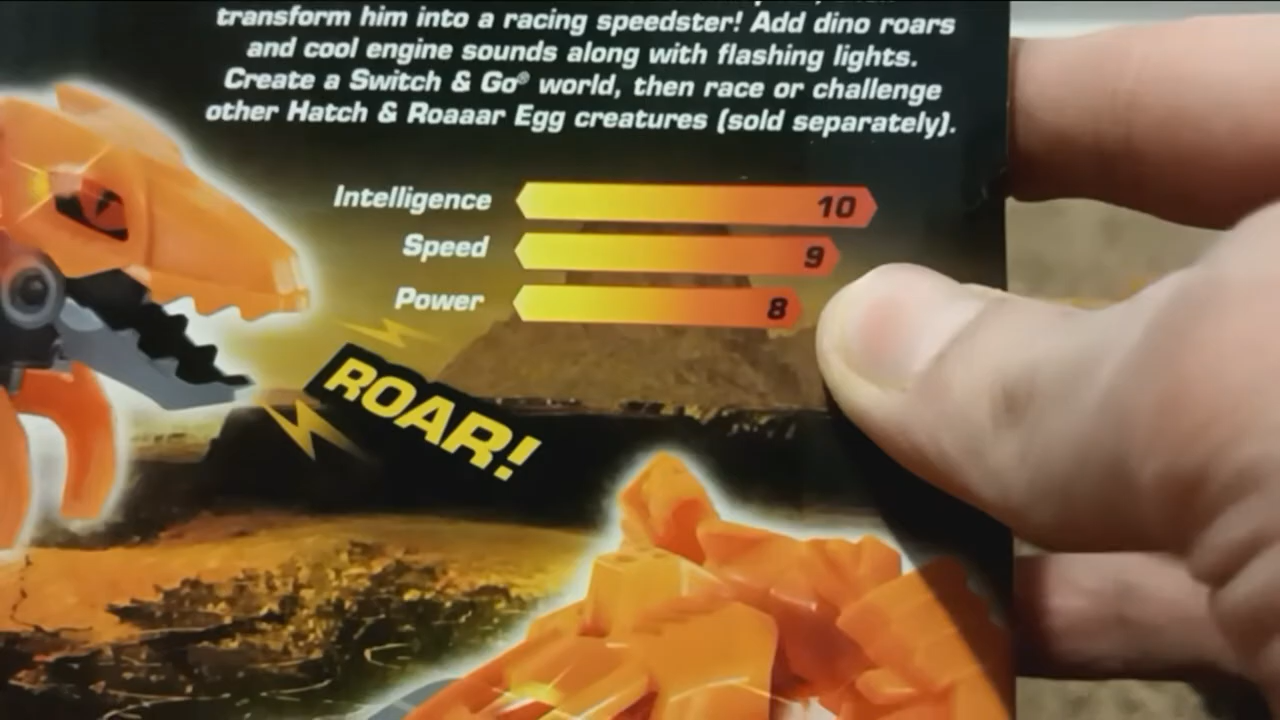 transform him into a racing speedster! Add dino roars
and cool engine sounds along with flashing lights.
Create a Switch & Go® world, then race or challenge
other Hatch & Roaaar Egg creatures (sold separately).
Intelligence 10
Speed 9
Power 8
ROAR!